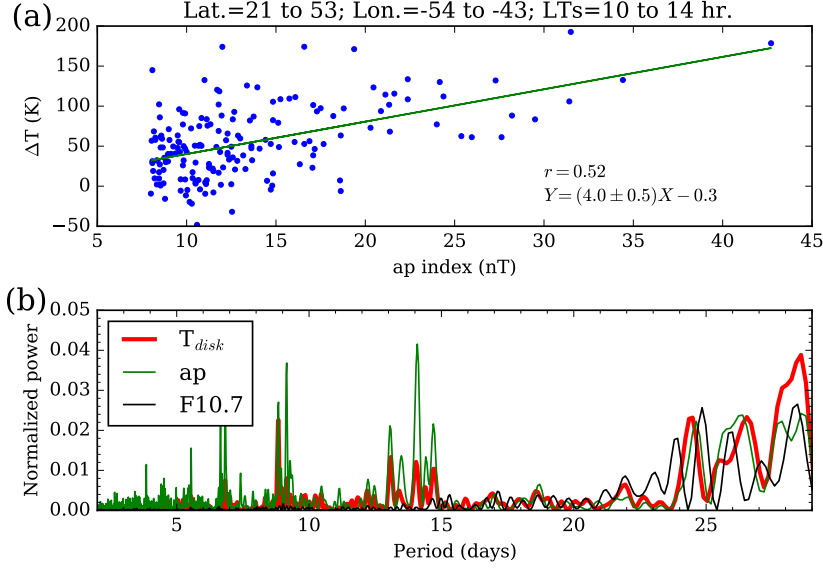 (a)
Lat.=21 to 53; Lon.=-54 to -43; LTs=10 to 14 hr.
200
150
100
50
0
−50
ΔT (K)
r = 0.52
Y = (4.0 ± 0.5)X − 0.3
5 10 15 20 25 30 35 40 45
ap index (nT)
(b)
0.05
0.04
0.03
0.02
0.01
0.00
Normalized power
T_disk
ap
F10.7
5 10 15 20 25
Period (days)